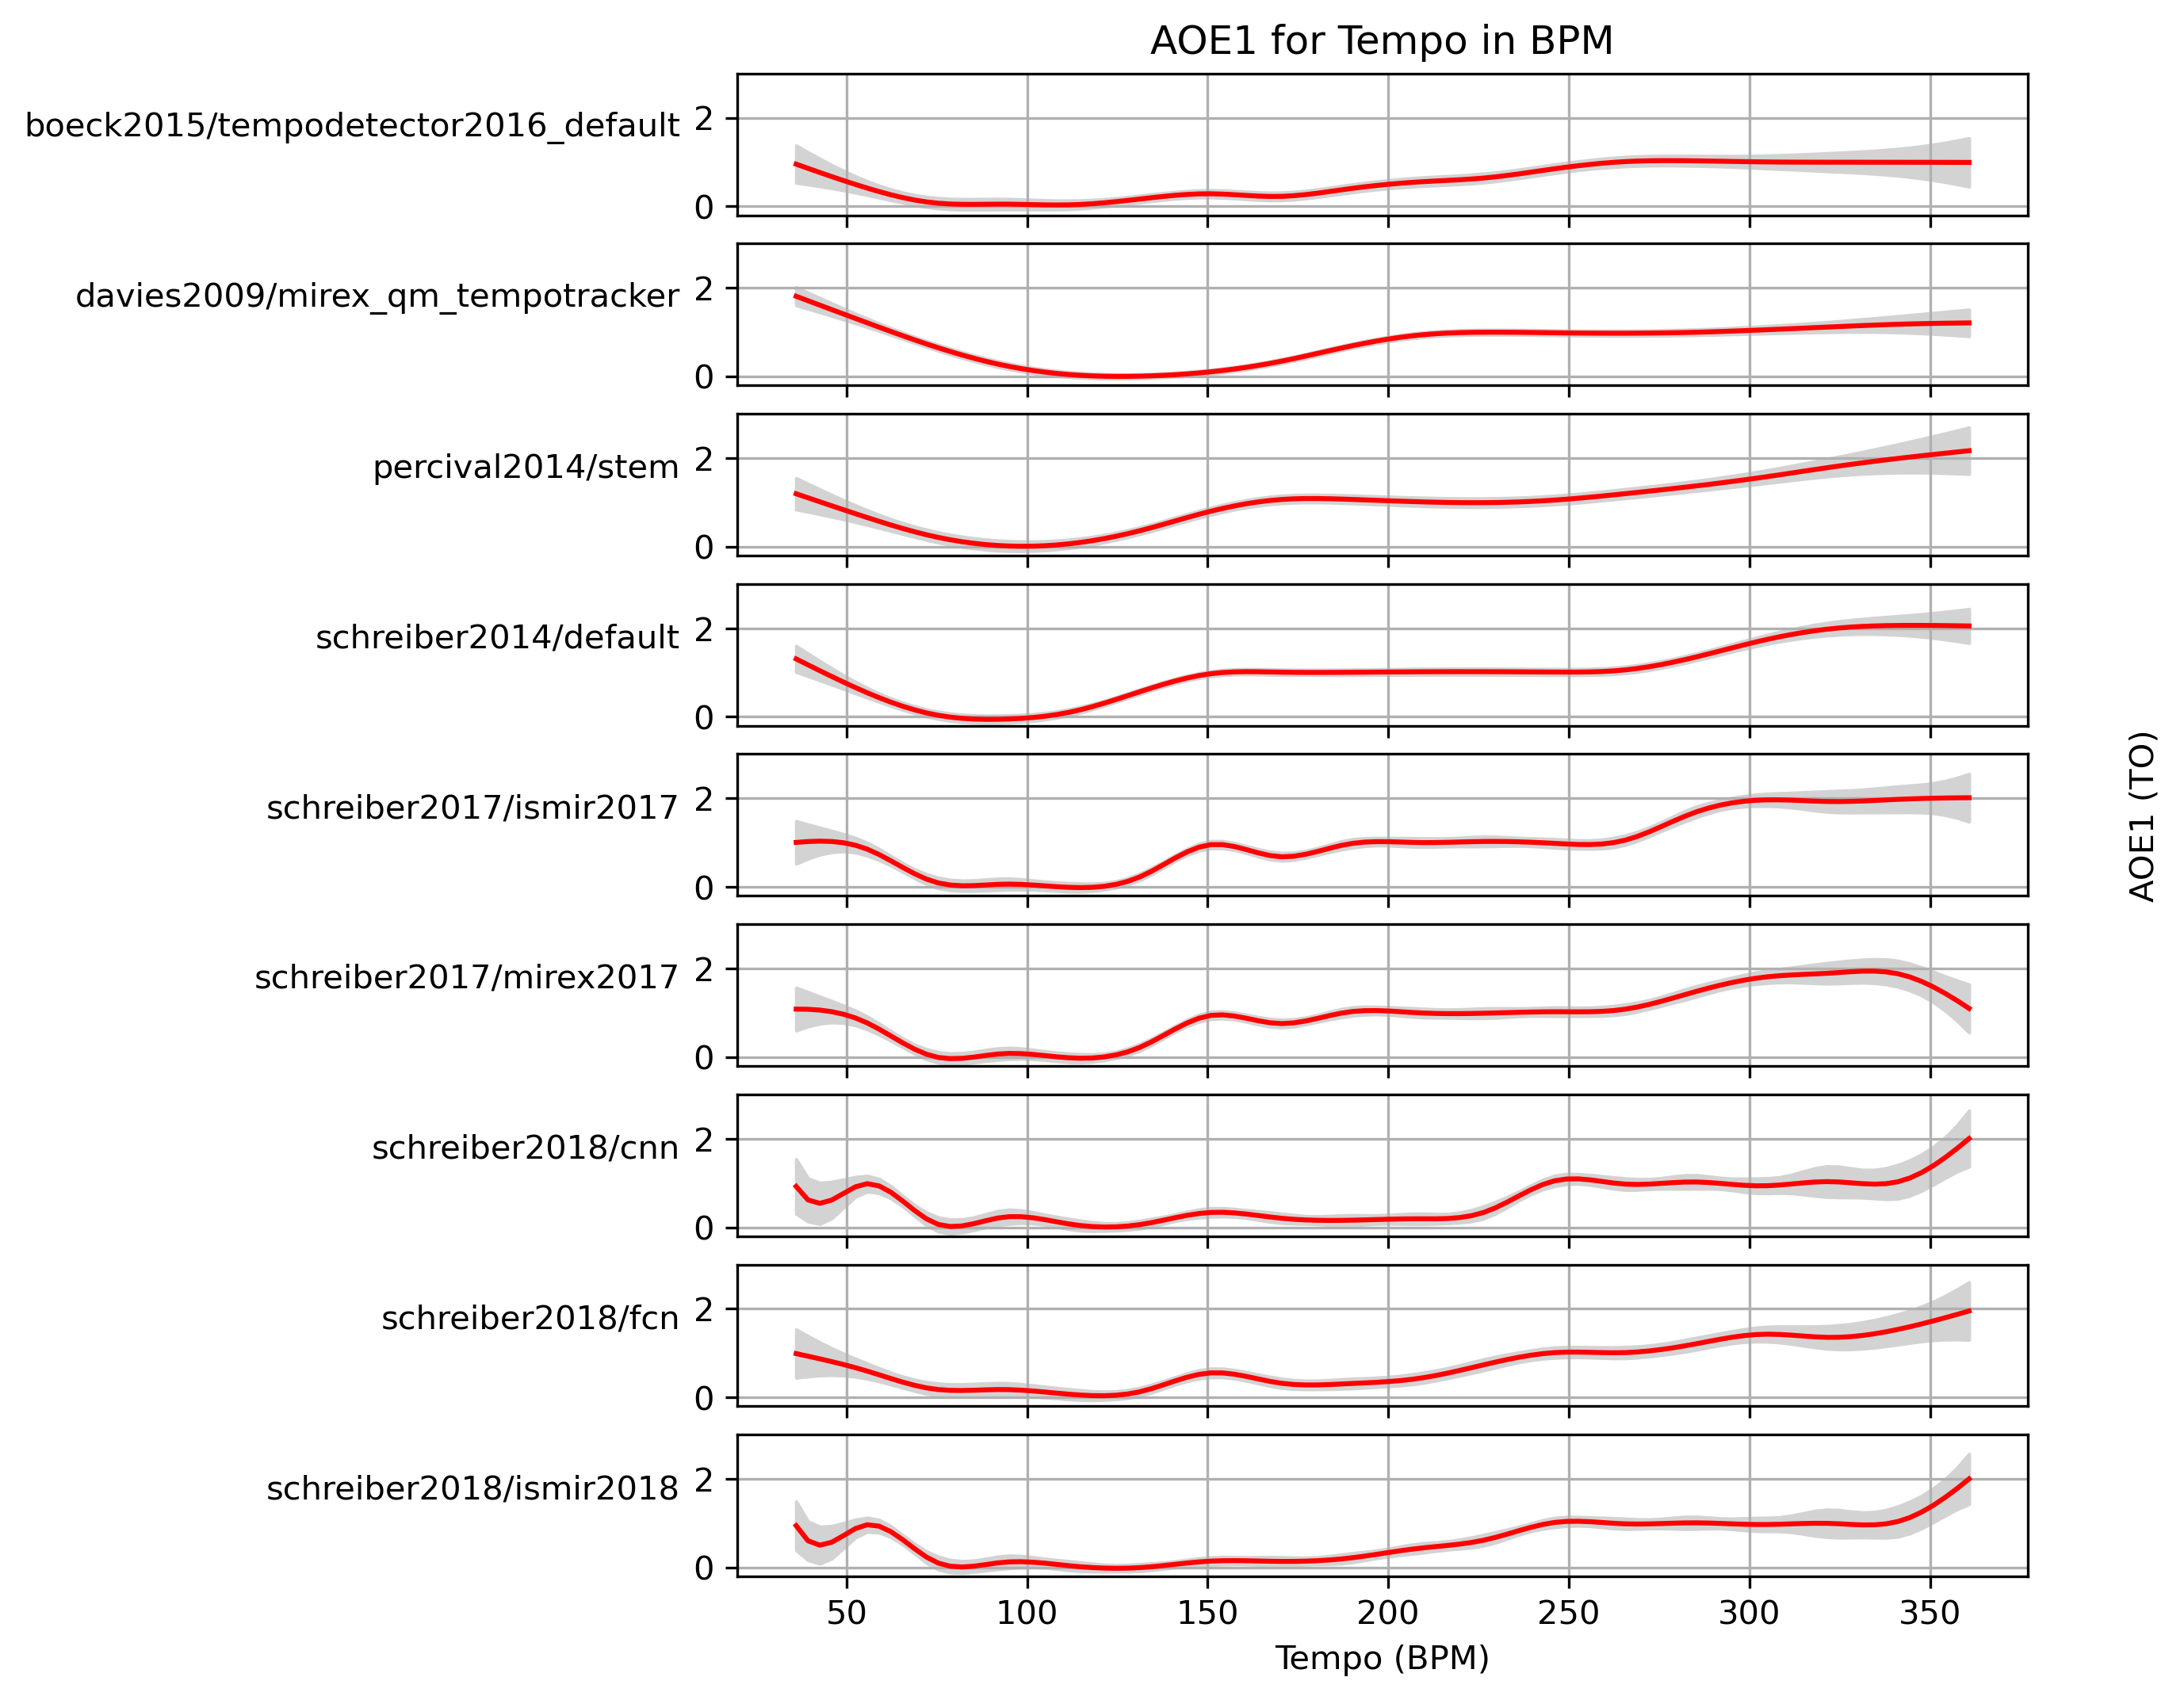 AOE1 for Tempo in BPM
boeck2015/tempodetector2016_default
2
0
davies2009/mirex_qm_tempotracker
2
0
percival2014/stem
2
0
schreiber2014/default
2
0
schreiber2017/ismir2017
2
0
schreiber2017/mirex2017
2
0
schreiber2018/cnn
2
0
schreiber2018/fcn
2
0
schreiber2018/ismir2018
2
0
50 100 150 200 250 300 350
Tempo (BPM)
AOE1 (TO)